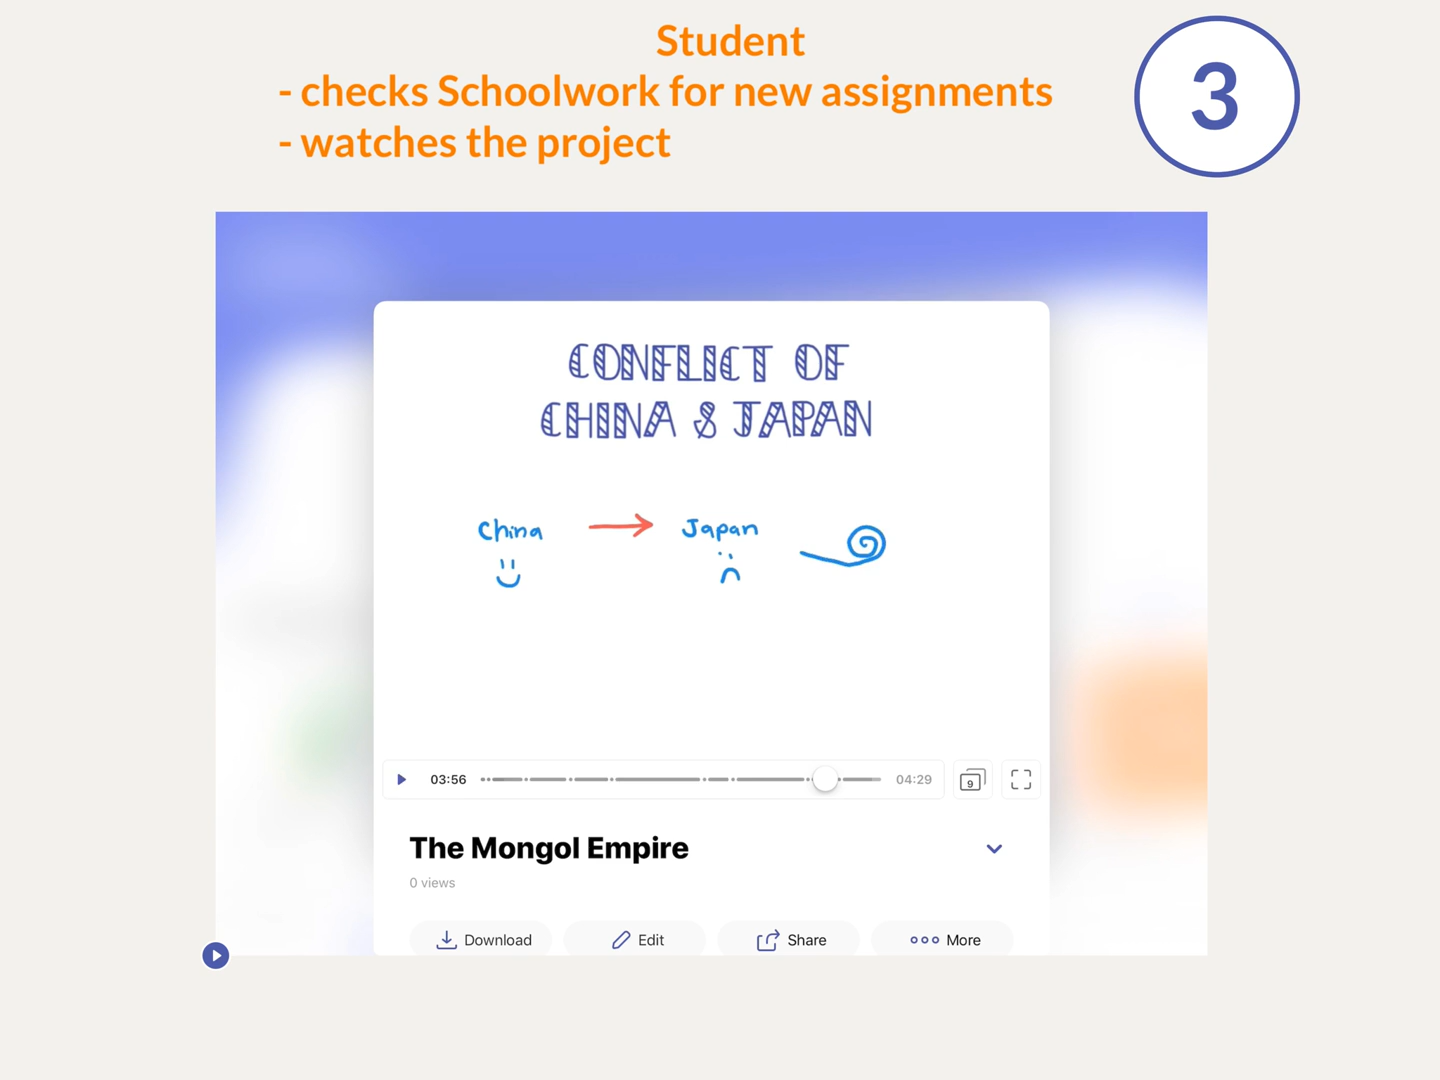 Student
- checks Schoolwork for new assignments
- watches the project
3
CONFLICT OF
CHINA & JAPAN
China
Japan
03:56
04:29
9
The Mongol Empire
0 views
Download
Edit
Share
More